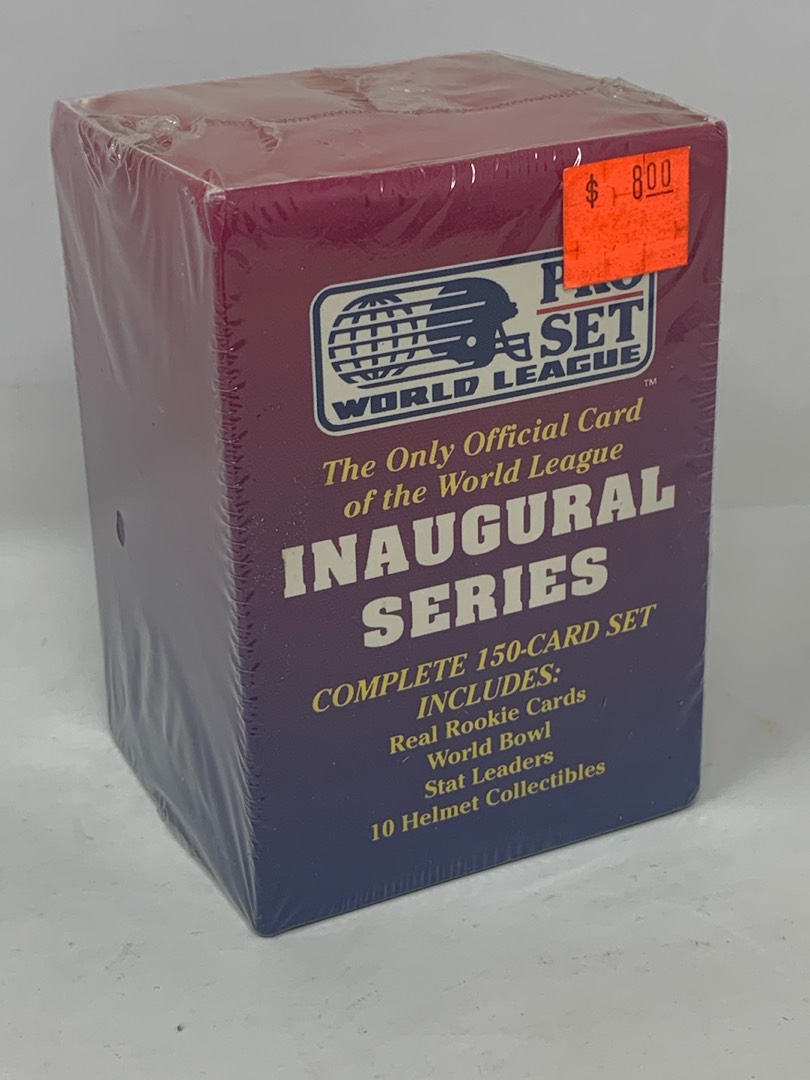 $ 8.00
PRO
SET
WORLD LEAGUE
TM
The Only Official Card
of the World League
INAUGURAL
SERIES
COMPLETE 150-CARD SET
INCLUDES:
Real Rookie Cards
World Bowl
Stat Leaders
10 Helmet Collectibles